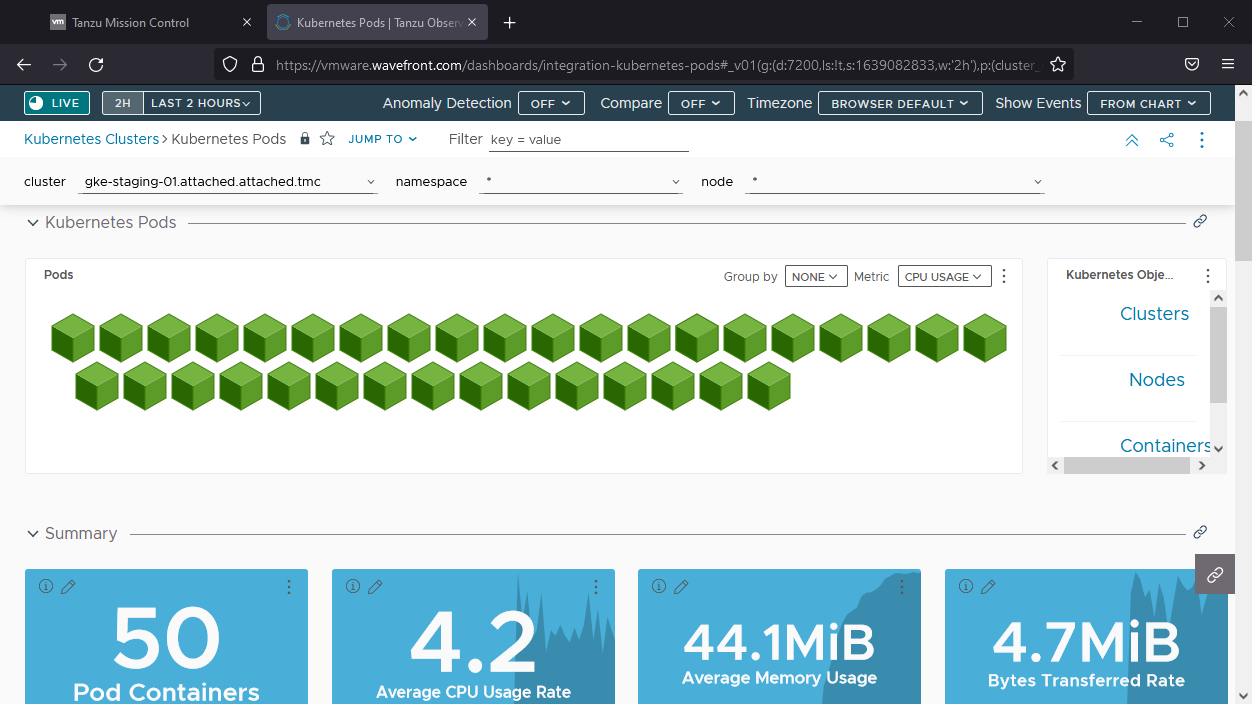 vm Tanzu Mission Control
Kubernetes Pods | Tanzu Observ
https://vmware.wavefront.com/dashboards/integration-kubernetes-pods#_v01(g:(d:7200,ls:!t,s:1639082833,w:'2h'),p:(cluster_
LIVE 2H LAST 2 HOURS Anomaly Detection OFF Compare OFF Timezone BROWSER DEFAULT Show Events FROM CHART
Kubernetes Clusters > Kubernetes Pods JUMP TO Filter key = value
cluster gke-staging-01.attached.attached.tmc namespace * node *
Kubernetes Pods
Pods Group by NONE Metric CPU USAGE
Kubernetes Obje...
Clusters
Nodes
Containers
Summary
50
Pod Containers
4.2
Average CPU Usage Rate
44.1MiB
Average Memory Usage
4.7MiB
Bytes Transferred Rate